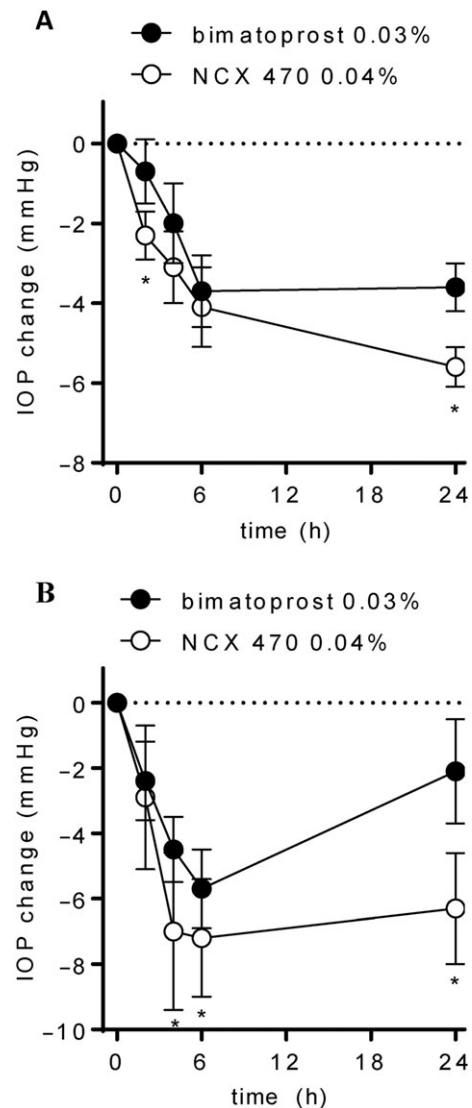 A
bimatoprost 0.03%
NCX 470 0.04%
0
−2
−4
−6
−8
IOP change (mmHg)
*
*
0 6 12 18 24
time (h)
B
bimatoprost 0.03%
NCX 470 0.04%
0
−2
−4
−6
−8
−10
IOP change (mmHg)
* * *
0 6 12 18 24
time (h)